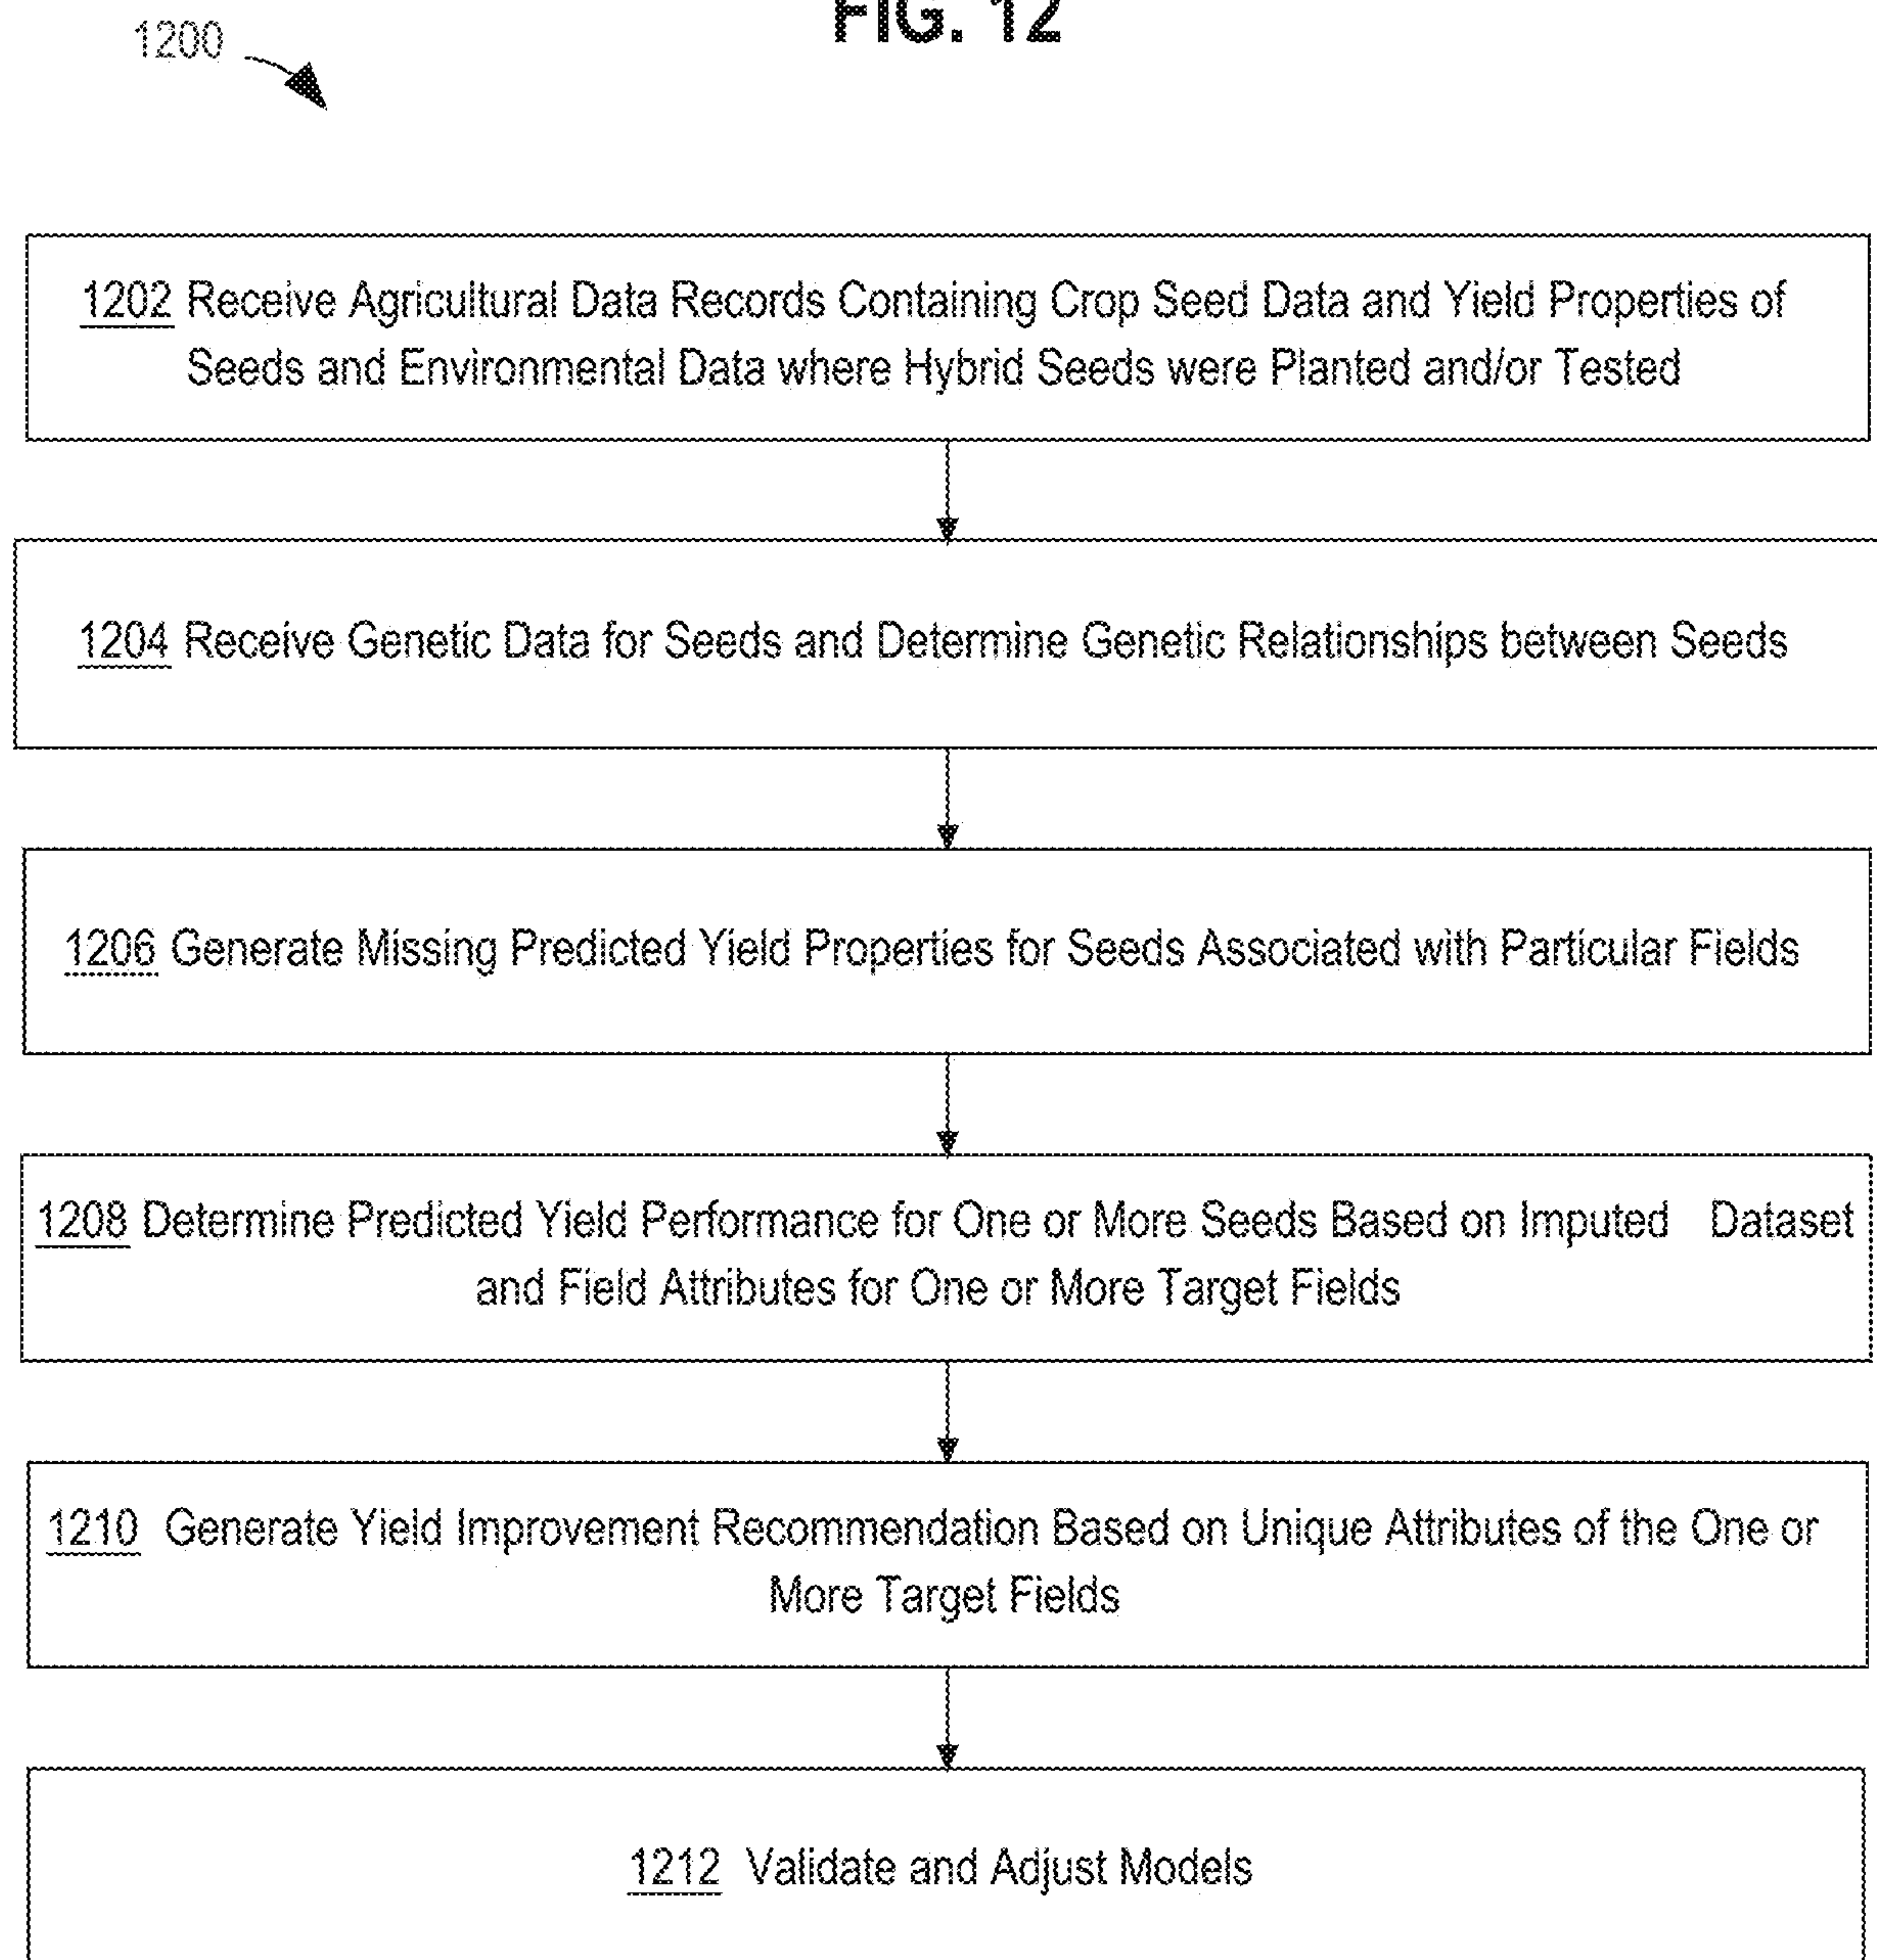 FIG. 12
1200
1202 Receive Agricultural Data Records Containing Crop Seed Data and Yield Properties of
Seeds and Environmental Data where Hybrid Seeds were Planted and/or Tested
1204 Receive Genetic Data for Seeds and Determine Genetic Relationships between Seeds
1206 Generate Missing Predicted Yield Properties for Seeds Associated with Particular Fields
1208 Determine Predicted Yield Performance for One or More Seeds Based on Imputed Dataset
and Field Attributes for One or More Target Fields
1210 Generate Yield Improvement Recommendation Based on Unique Attributes of the One or
More Target Fields
1212 Validate and Adjust Models